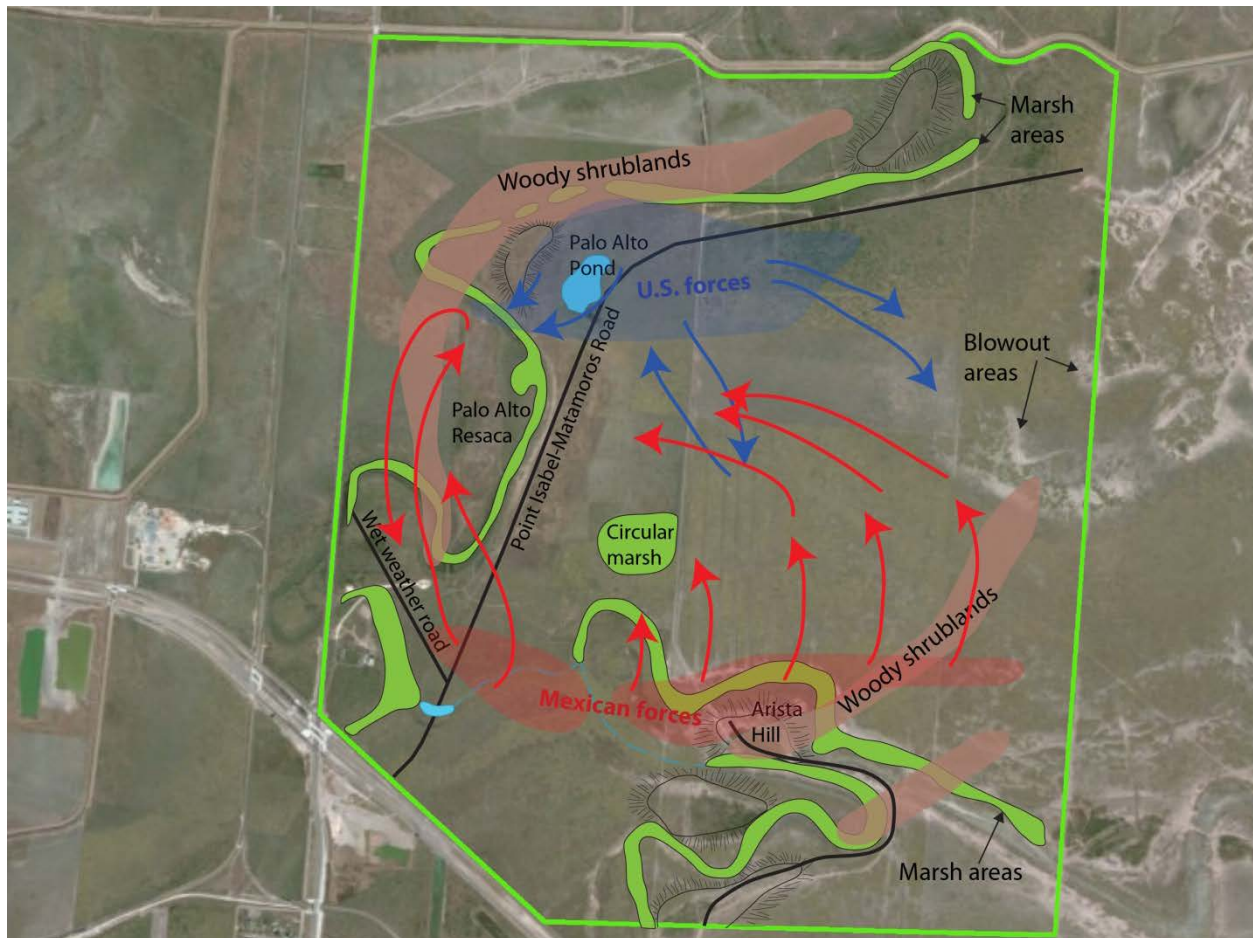 Marsh
areas
Woody shrublands
Palo Alto
Pond
U.S. forces
Blowout
areas
Point Isabel-Matamoros Road
Palo Alto
Resaca
Circular
marsh
Wet weather road
Woody shrublands
Mexican forces
Arista
Hill
Marsh areas